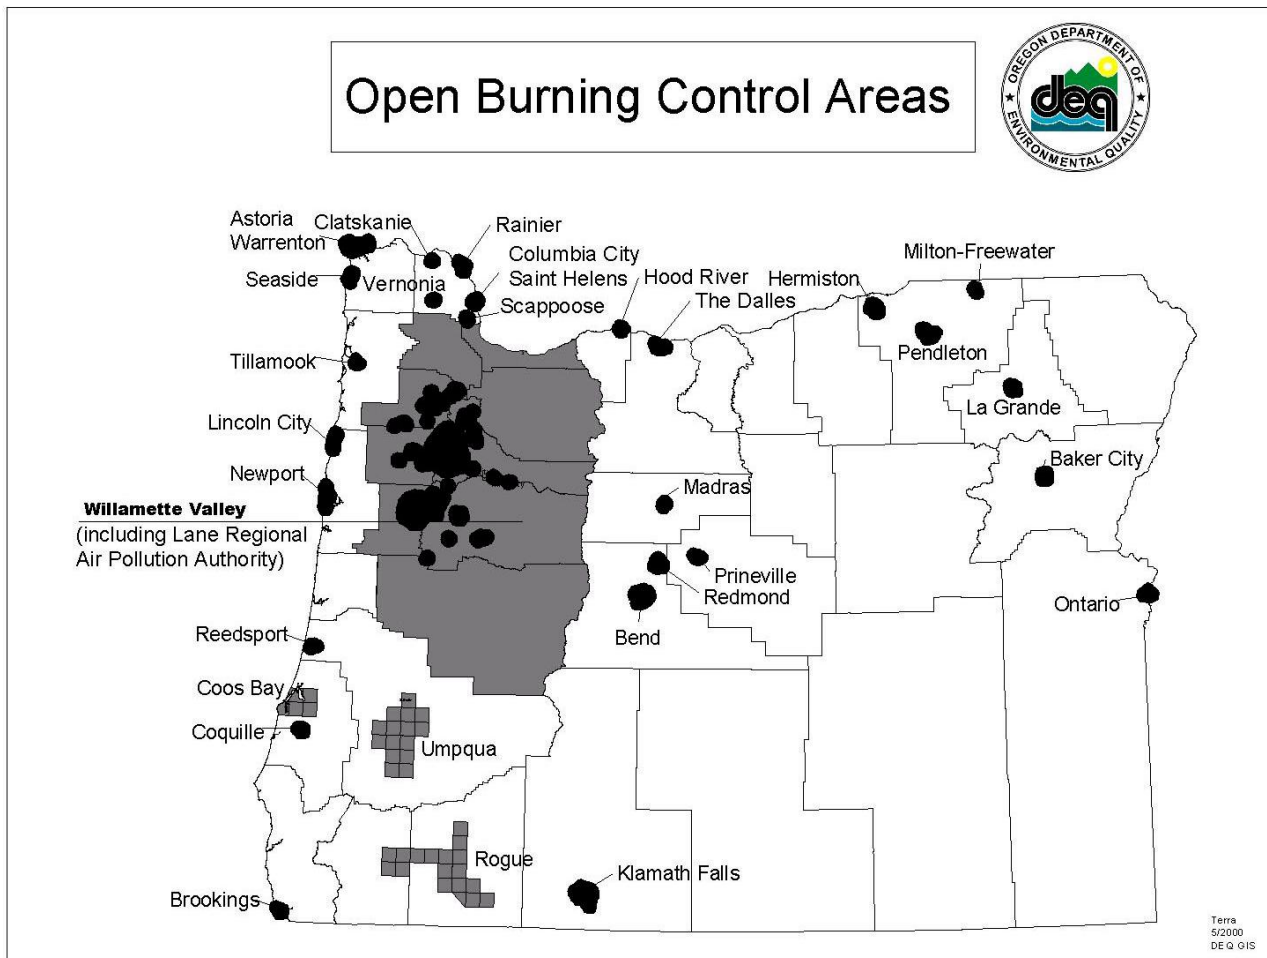 Open Burning Control Areas
OREGON DEPARTMENT OF
deq
ENVIRONMENTAL QUALITY
Astoria
Warrenton
Clatskanie
Rainier
Columbia City
Saint Helens
Seaside
Vernonia
Scappoose
Hood River
The Dalles
Hermiston
Milton-Freewater
Pendleton
Tillamook
La Grande
Lincoln City
Baker City
Newport
Madras
Willamette Valley
(including Lane Regional
Air Pollution Authority)
Prineville
Redmond
Ontario
Reedsport
Bend
Coos Bay
Coquille
Umpqua
Rogue
Klamath Falls
Brookings
Terra
5/2000
DEQ GIS